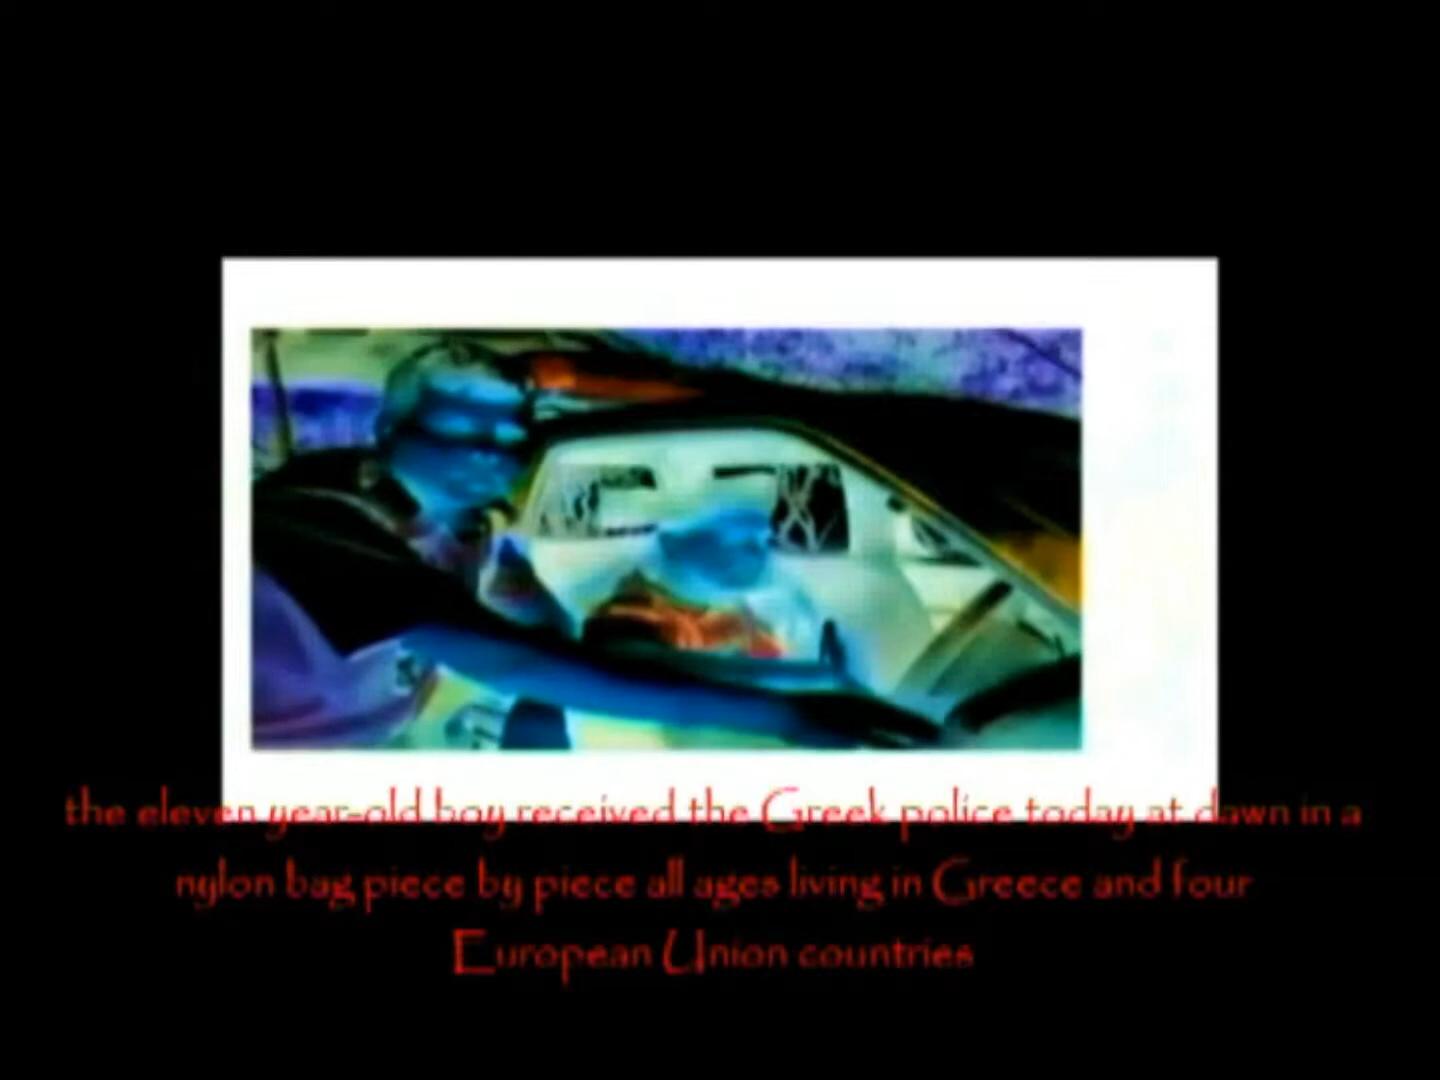 the eleven year-old boy received the Greek police today at dawn in a
nylon bag piece by piece all ages living in Greece and four
European Union countries